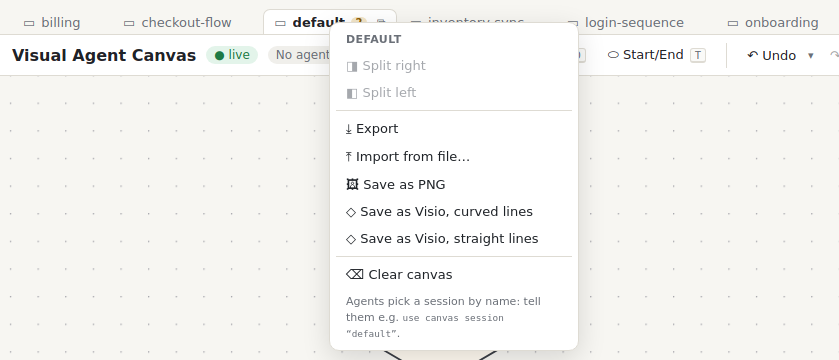 billing checkout-flow default 2 inventory-sync login-sequence onboarding
Visual Agent Canvas live No agent Start/End T Undo
DEFAULT
Split right
Split left
Export
Import from file…
Save as PNG
Save as Visio, curved lines
Save as Visio, straight lines
Clear canvas
Agents pick a session by name: tell
them e.g. use canvas session
“default”.